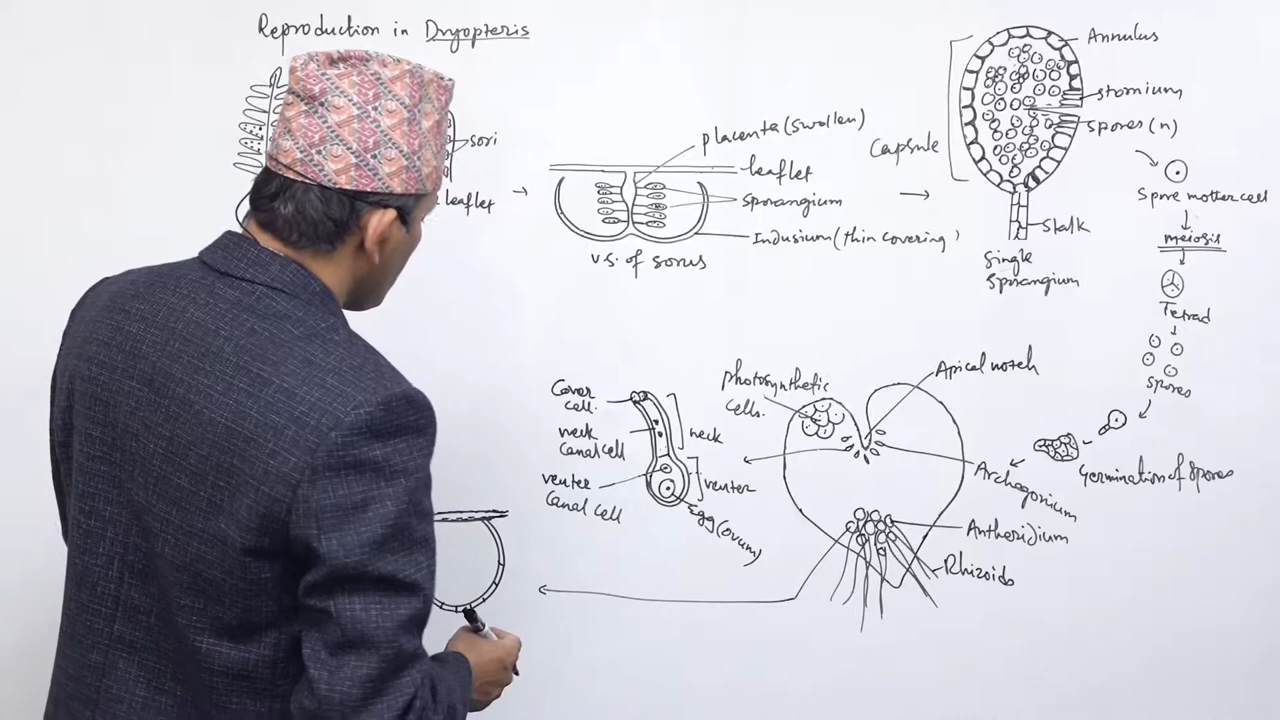 Reproduction in Dryopteris
sori
leaflet
placenta (swollen)
leaflet
sporangium
Indusium (thin covering)
v.s. of sorus
Capsule
Annulus
stomium
spores (n)
stalk
Single
Sporangium
Spore motter cell
meiosis
Tetrad
spores
Germination of spores
photosynthetic
cells.
Apical notch
Archegonium
Antheridium
Rhizoids
Cover
cell.
neck
Canal cell
neck
venter
Canal cell
venter
Egg (ovum)